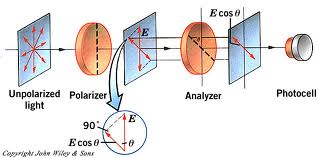 E cos θ
E
Unpolarized
light
Polarizer
Analyzer
Photocell
90°
E
E cos θ
θ
Copyright John Wiley & Sons